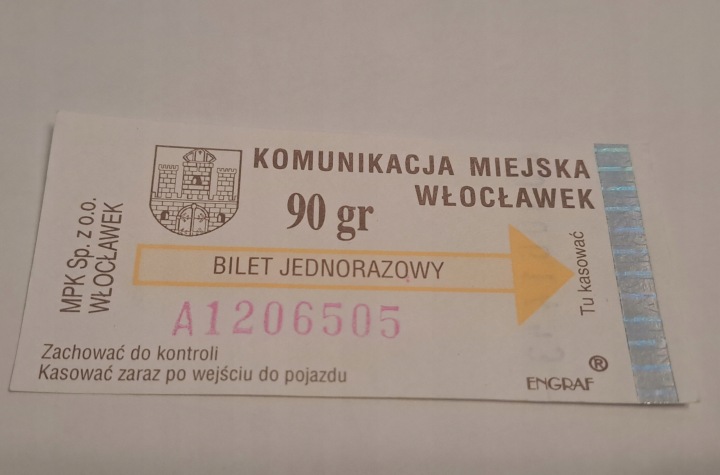 KOMUNIKACJA MIEJSKA
WŁOCŁAWEK
90 gr
MPK Sp. z o.o.
WŁOCŁAWEK
BILET JEDNORAZOWY
Tu kasować
A1206505
Zachować do kontroli
Kasować zaraz po wejściu do pojazdu
ENGRAF ®